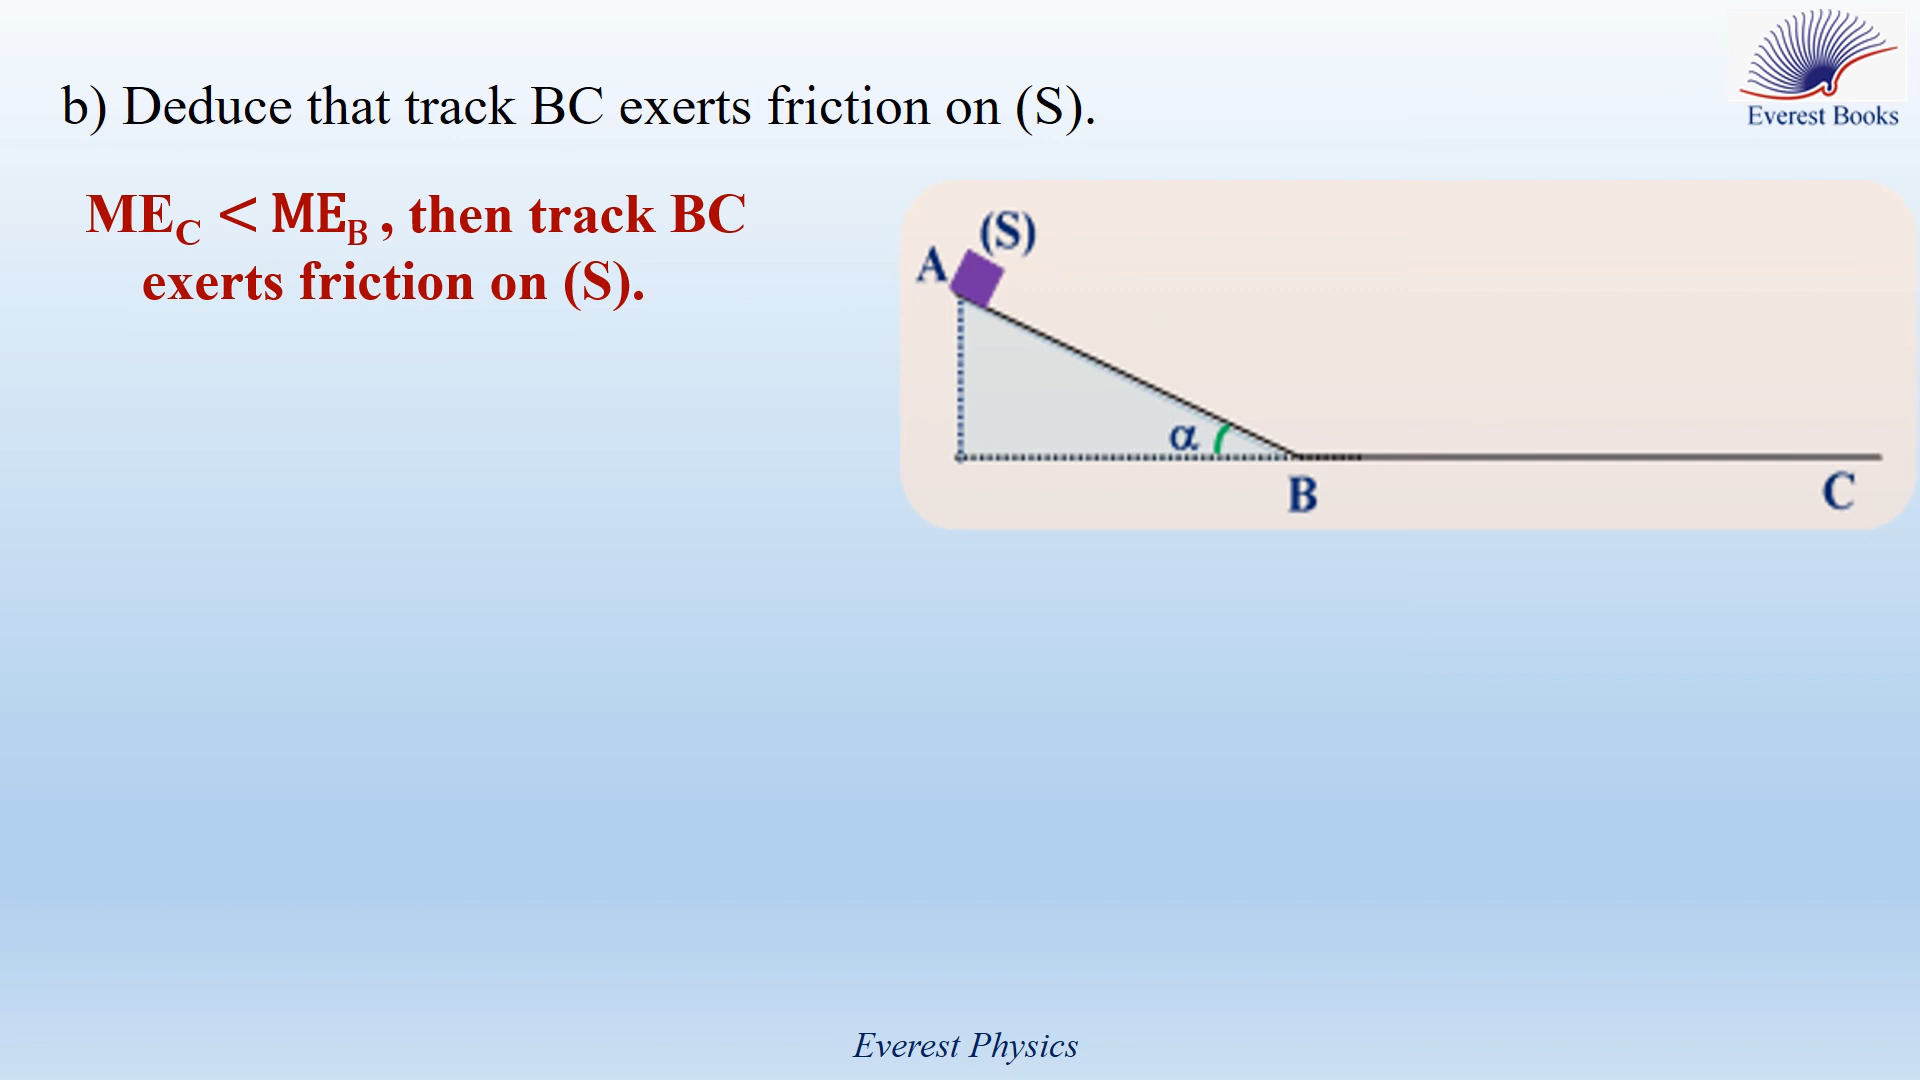 b) Deduce that track BC exerts friction on (S).
Everest Books
ME_C < ME_B , then track BC
exerts friction on (S).
(S)
A
α
B
C
Everest Physics